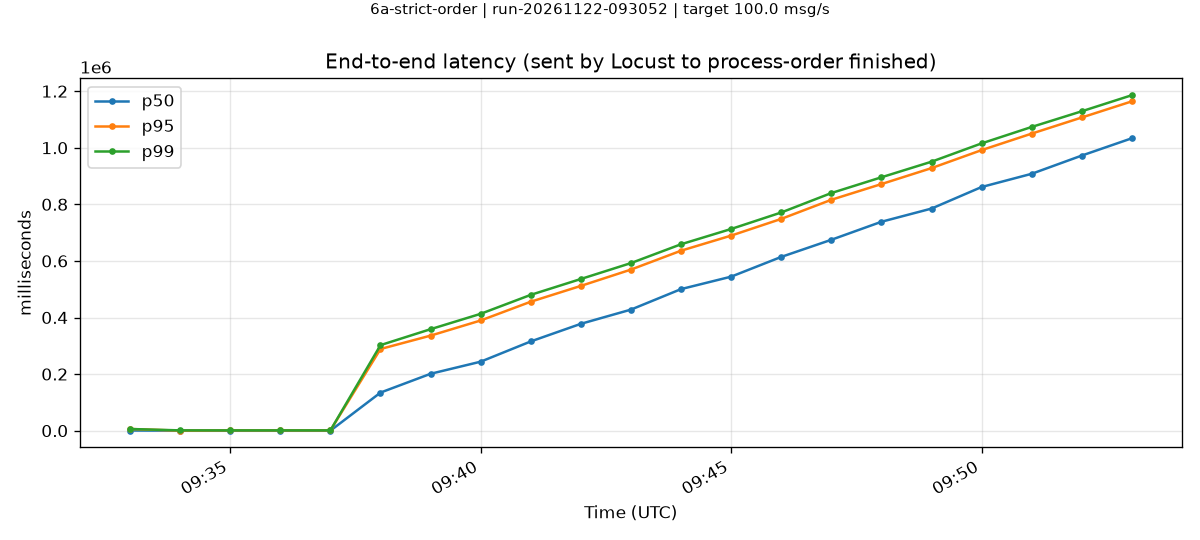 6a-strict-order | run-20261122-093052 | target 100.0 msg/s
End-to-end latency (sent by Locust to process-order finished)
1e6
p50
p95
p99
1.2
1.0
0.8
0.6
0.4
0.2
0.0
milliseconds
09:35
09:40
09:45
09:50
Time (UTC)